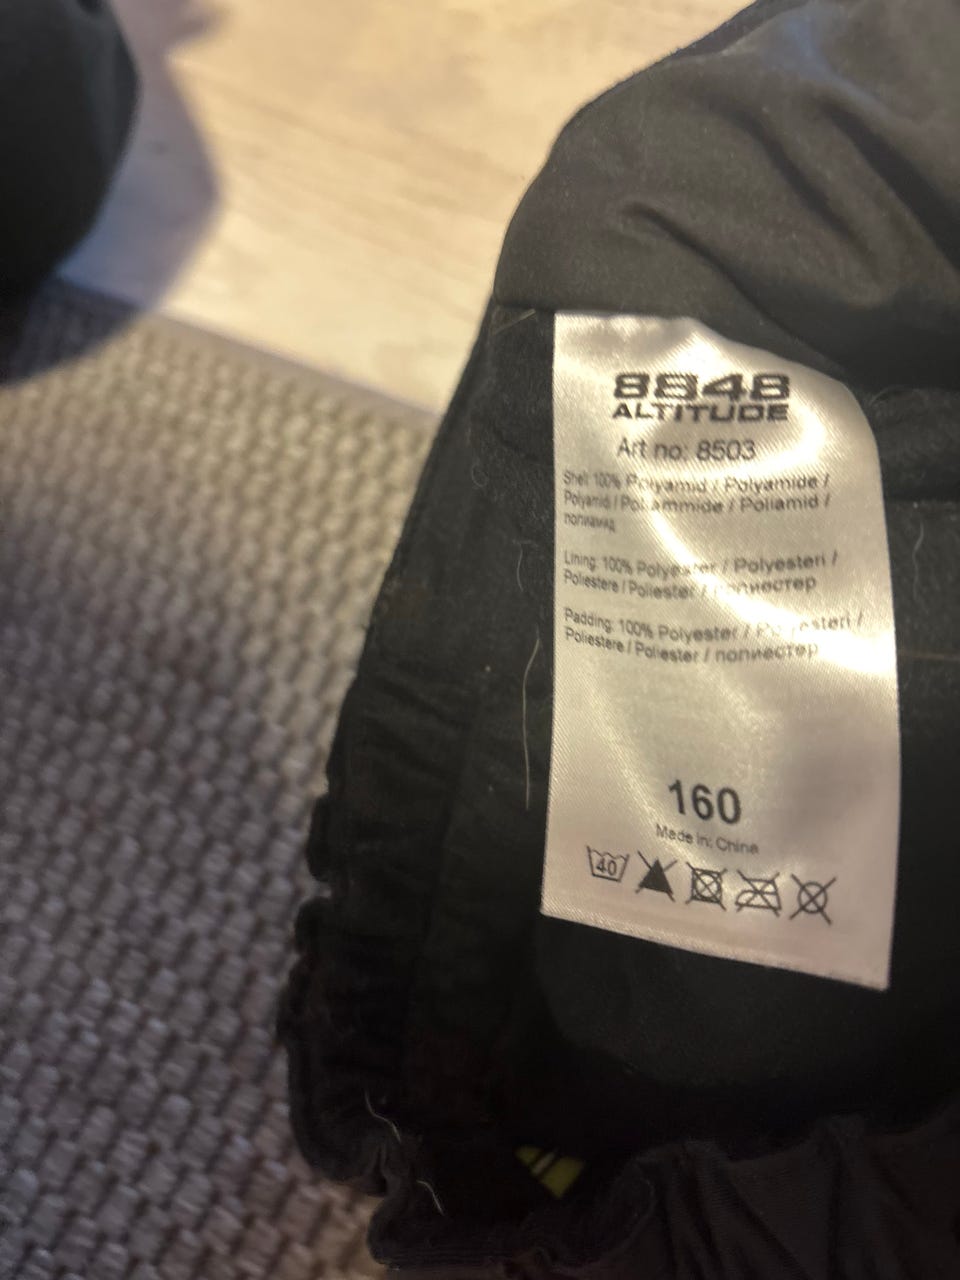 8848
ALTITUDE
Art no: 8503
Shell: 100% Polyamid / Polyamide /
Polyamid / Poliammide / Poliamid /
полиамид
Lining: 100% Polyester / Polyesteri /
Poliestere / Poliester / полиестер
Padding: 100% Polyester / Polyesteri /
Poliestere / Poliester / полиестер
160
Made in: China
40